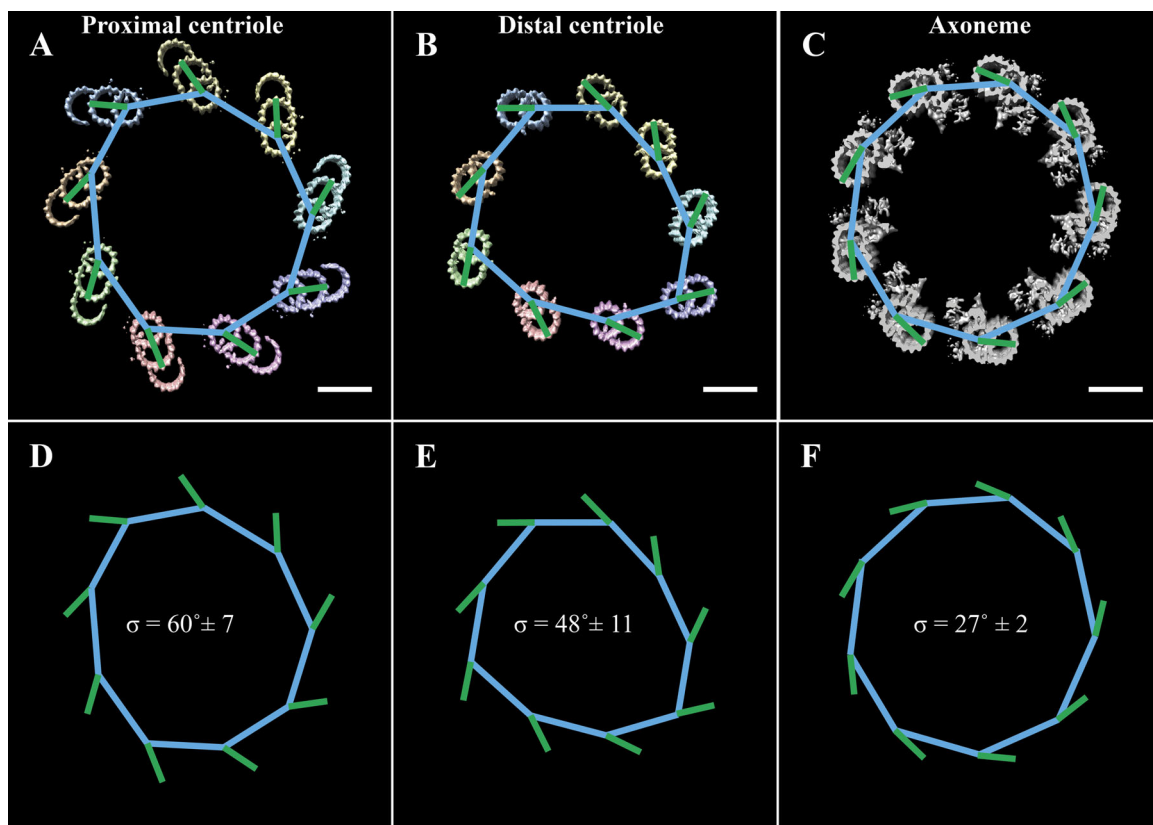 A
Proximal centriole
B
Distal centriole
C
Axoneme
D
σ = 60°± 7
E
σ = 48°± 11
F
σ = 27° ± 2